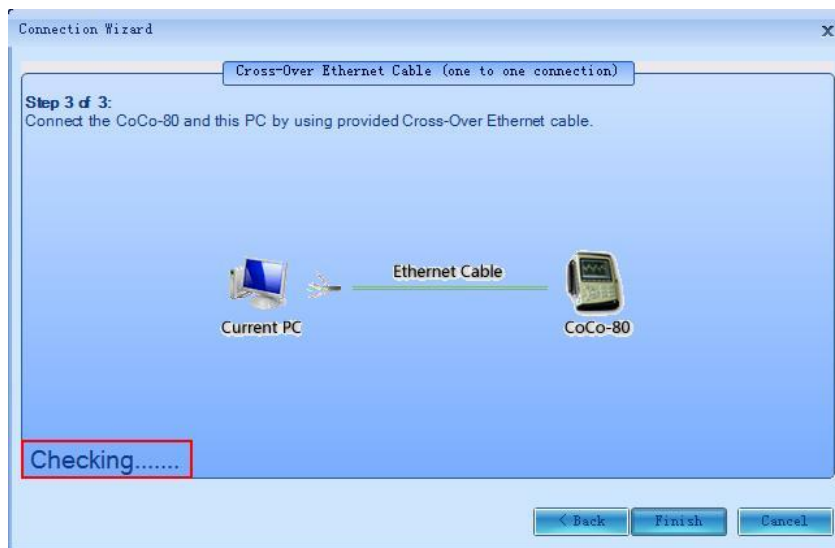 Connection Wizard
x
Cross-Over Ethernet Cable (one to one connection)
Step 3 of 3:
Connect the CoCo-80 and this PC by using provided Cross-Over Ethernet cable.
Ethernet Cable
Current PC
CoCo-80
Checking.......
< Back
Finish
Cancel